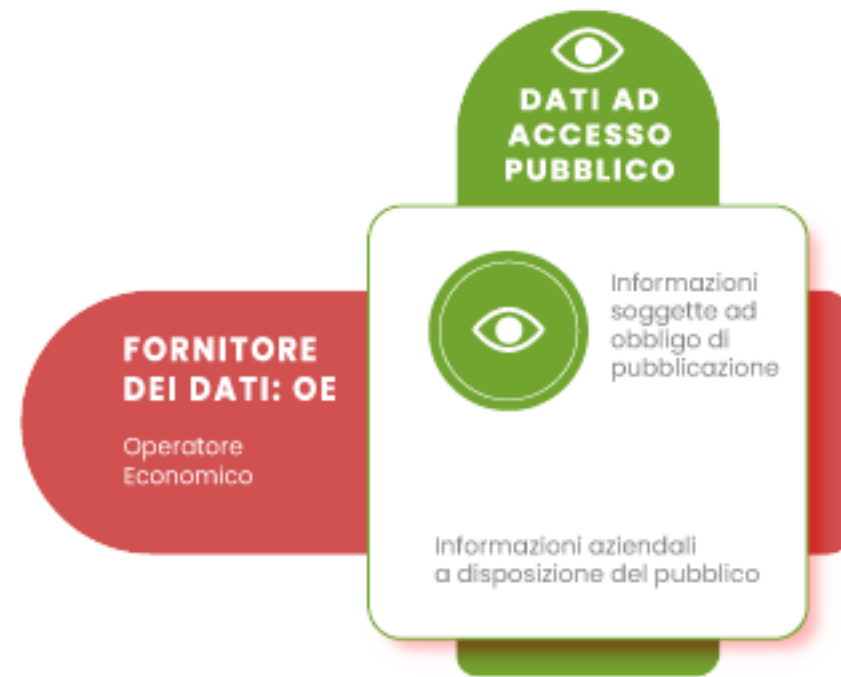 DATI AD
ACCESSO
PUBBLICO
Informazioni
soggette ad
obbligo di
pubblicazione
FORNITORE
DEI DATI: OE
Operatore
Economico
Informazioni aziendali
a disposizione del pubblico